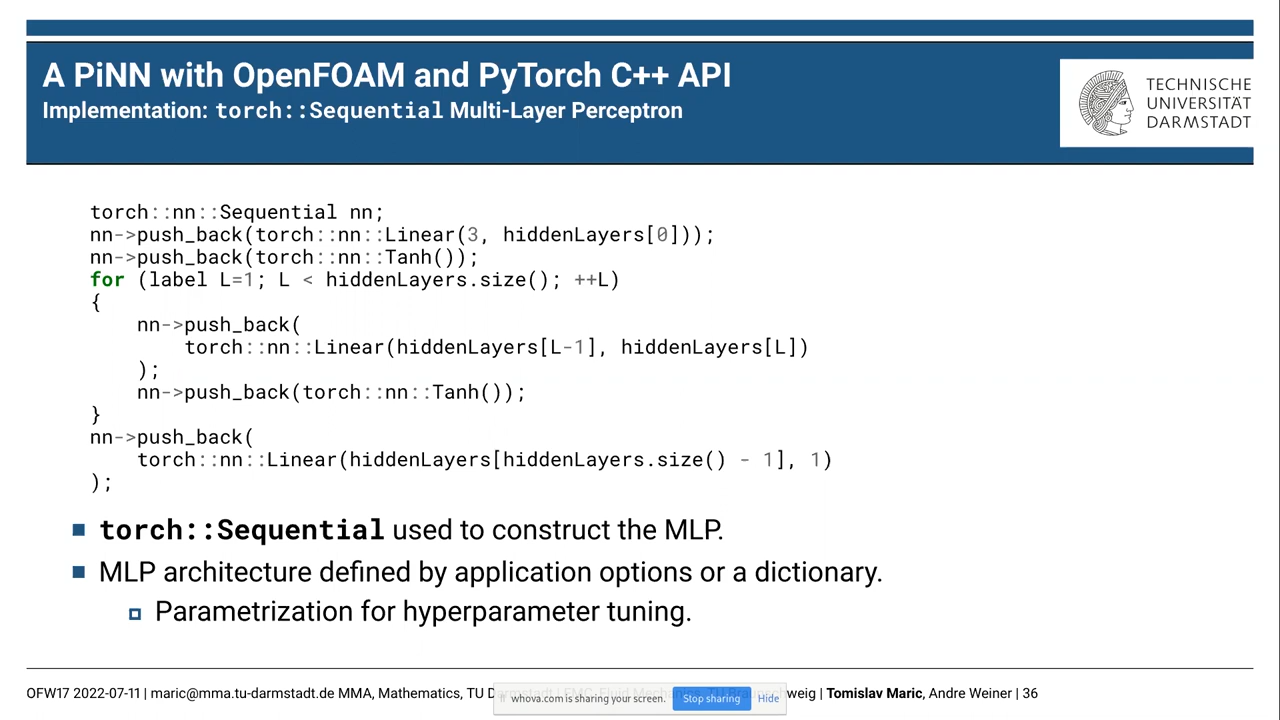 A PiNN with OpenFOAM and PyTorch C++ API
Implementation: torch::Sequential Multi-Layer Perceptron
TECHNISCHE
UNIVERSITÄT
DARMSTADT
torch::nn::Sequential nn;
nn->push_back(torch::nn::Linear(3, hiddenLayers[0]));
nn->push_back(torch::nn::Tanh());
for (label L=1; L < hiddenLayers.size(); ++L)
{
    nn->push_back(
        torch::nn::Linear(hiddenLayers[L-1], hiddenLayers[L])
    );
    nn->push_back(torch::nn::Tanh());
}
nn->push_back(
    torch::nn::Linear(hiddenLayers[hiddenLayers.size() - 1], 1)
);
torch::Sequential used to construct the MLP.
MLP architecture defined by application options or a dictionary.
Parametrization for hyperparameter tuning.
OFW17 2022-07-11 | maric@mma.tu-darmstadt.de MMA, Mathematics, TU | Tomislav Maric, Andre Weiner | 36
whova.com is sharing your screen. Stop sharing Hide